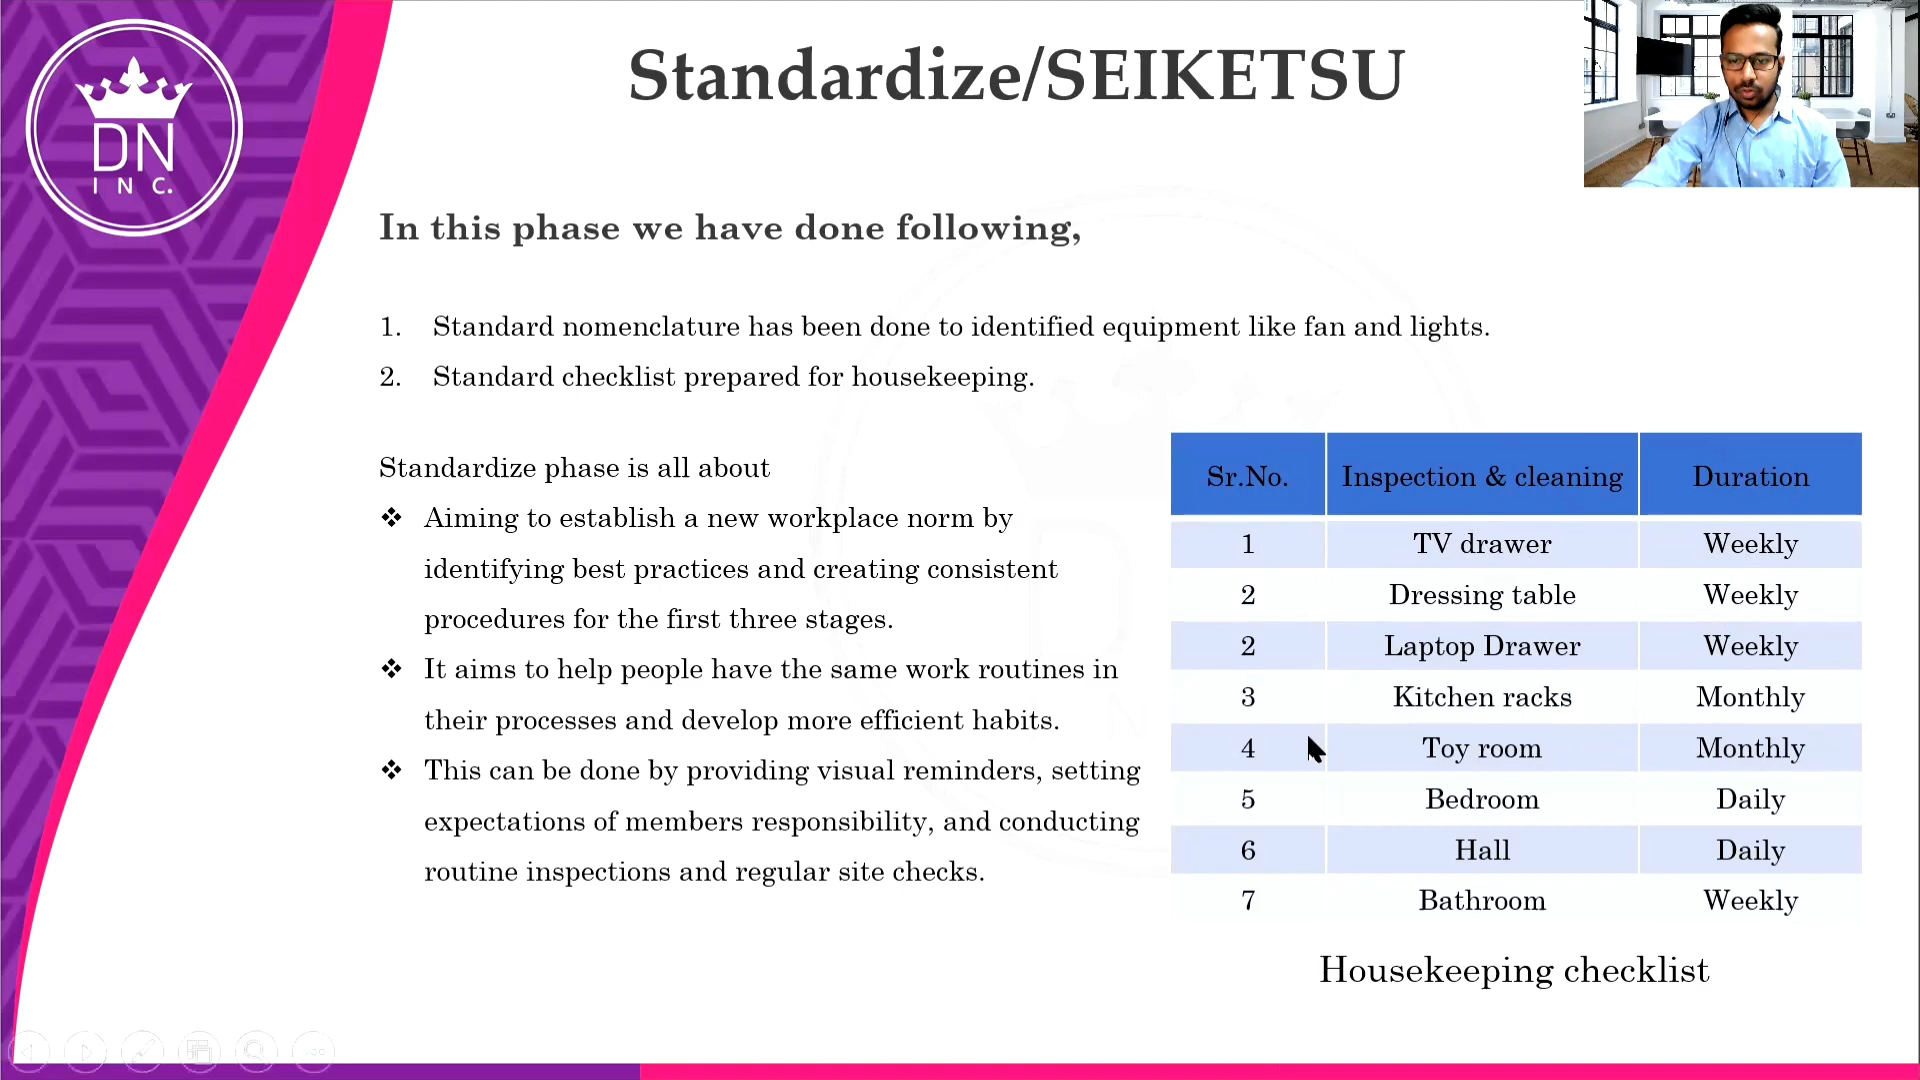 DN
INC.
Standardize/SEIKETSU
In this phase we have done following,
1. Standard nomenclature has been done to identified equipment like fan and lights.
2. Standard checklist prepared for housekeeping.
Standardize phase is all about
❖ Aiming to establish a new workplace norm by
identifying best practices and creating consistent
procedures for the first three stages.
❖ It aims to help people have the same work routines in
their processes and develop more efficient habits.
❖ This can be done by providing visual reminders, setting
expectations of members responsibility, and conducting
routine inspections and regular site checks.
Sr.No. Inspection & cleaning Duration
1 TV drawer Weekly
2 Dressing table Weekly
2 Laptop Drawer Weekly
3 Kitchen racks Monthly
4 Toy room Monthly
5 Bedroom Daily
6 Hall Daily
7 Bathroom Weekly
Housekeeping checklist